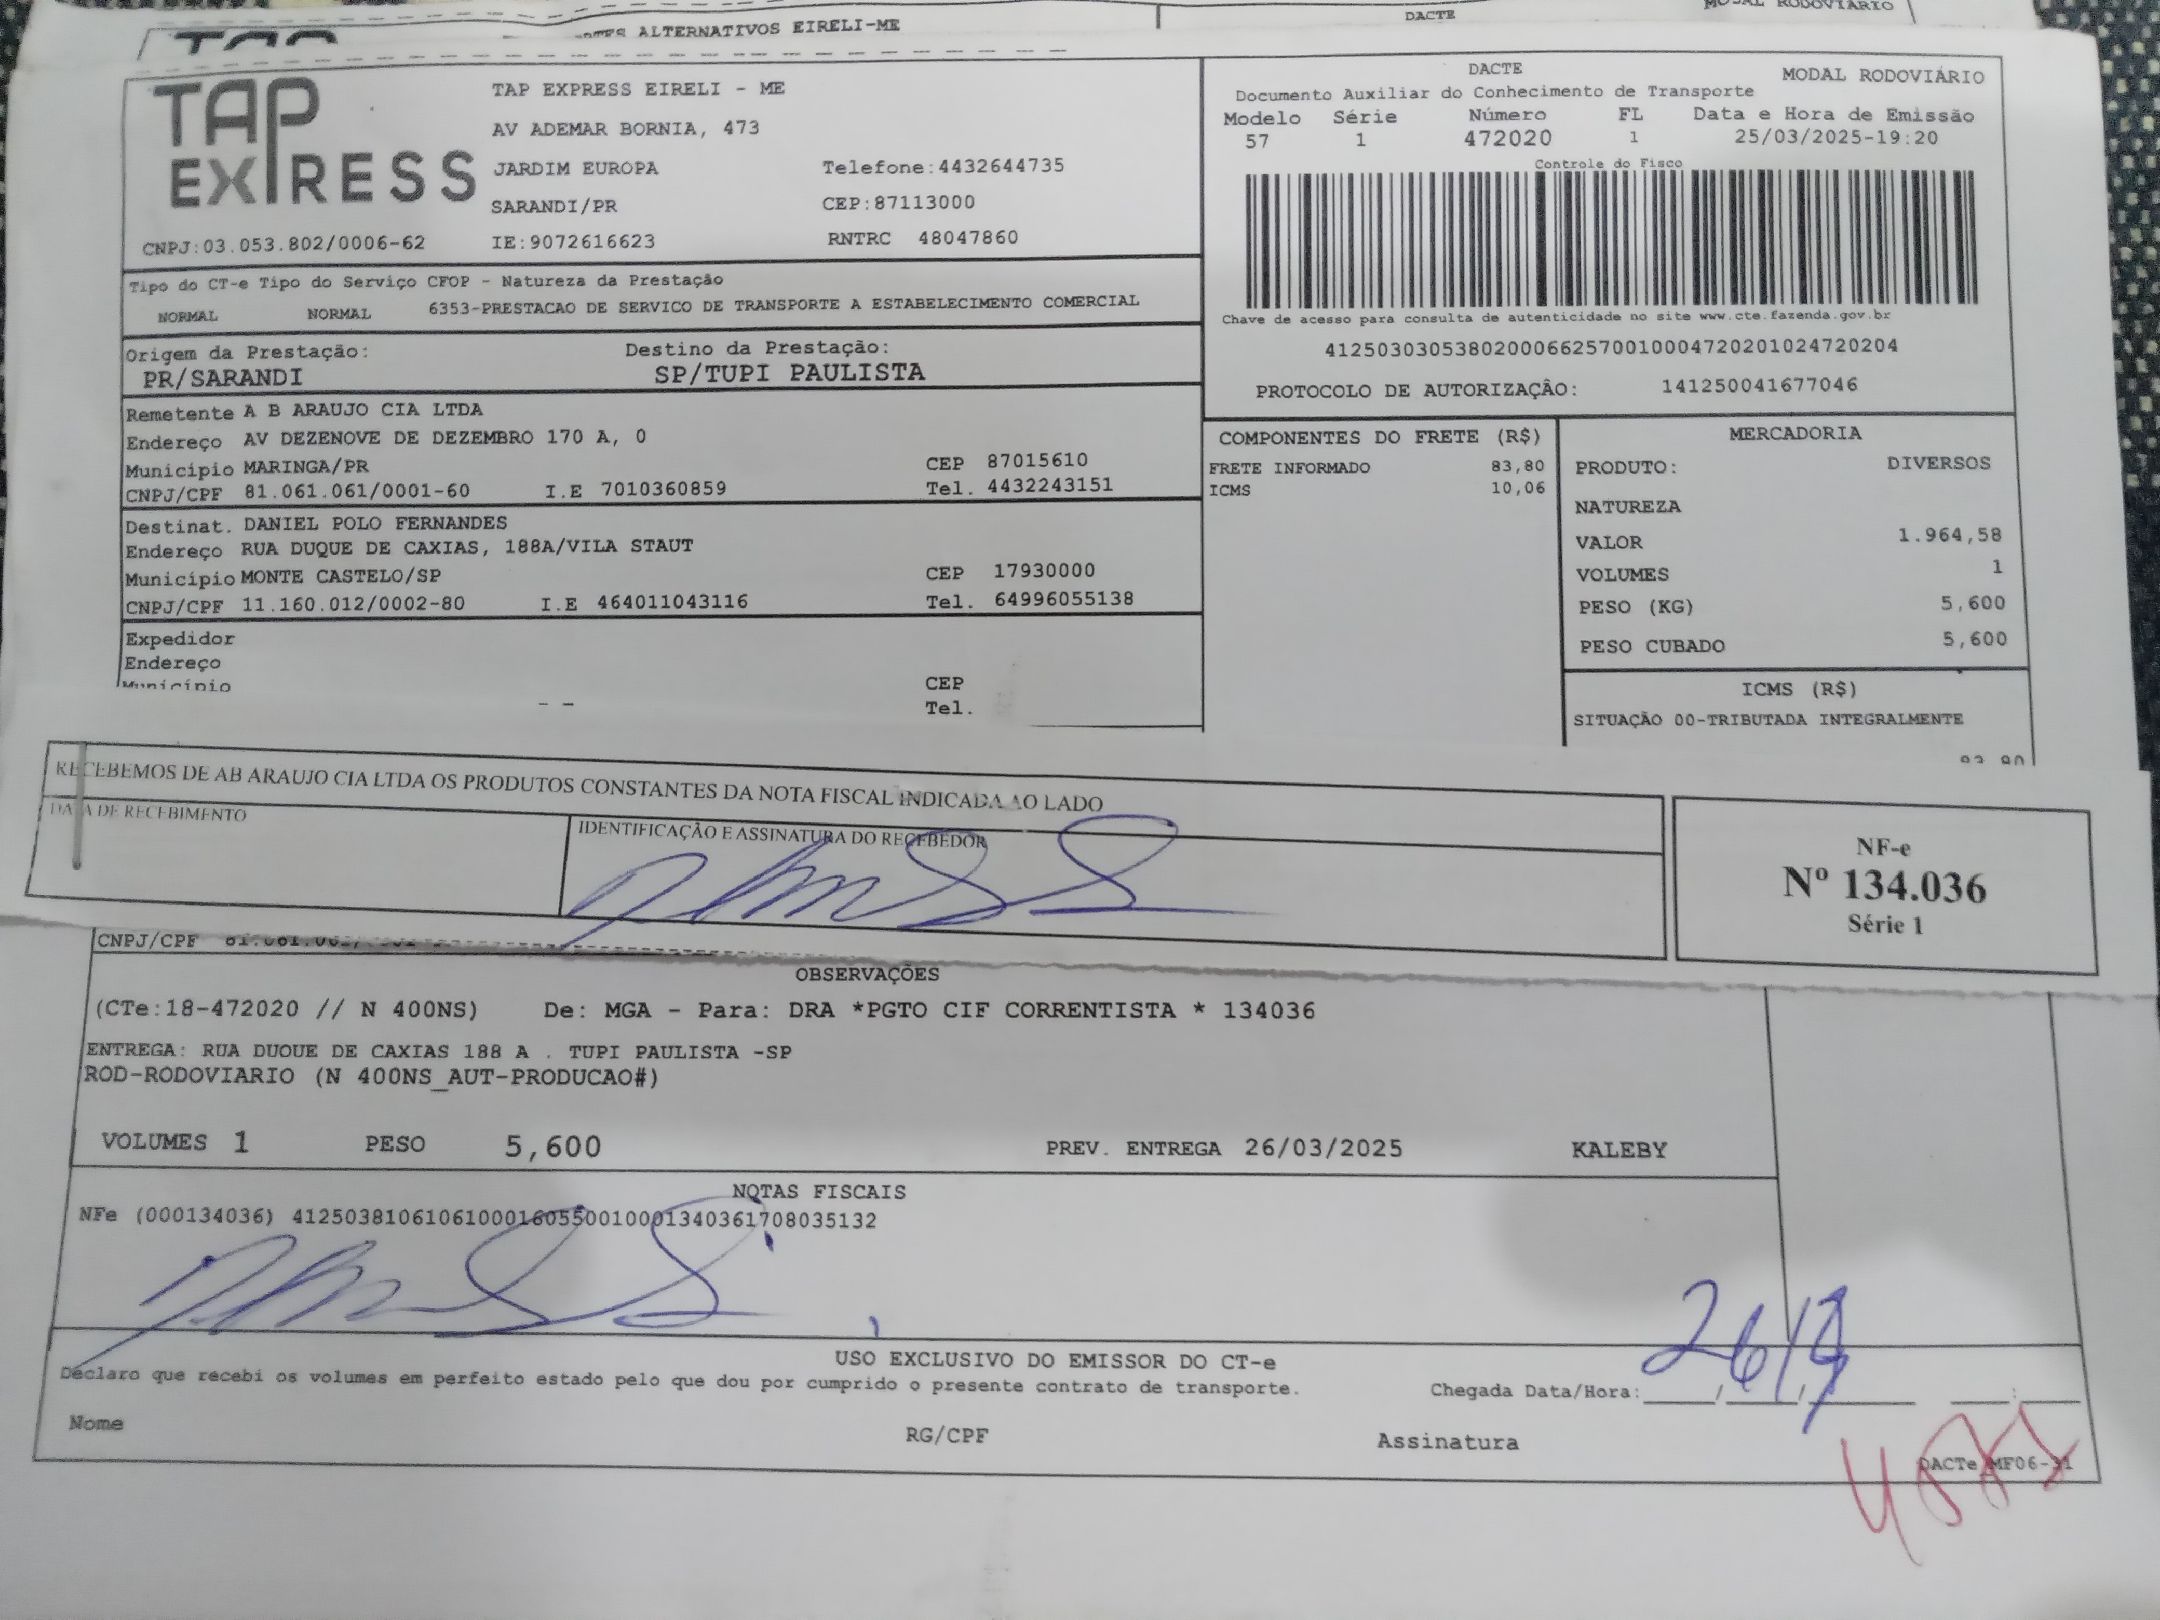 ALTERNATIVOS EIRELI-ME
DACTE
MODAL RODOVIÁRIO
TAP EXPRESS
TAP EXPRESS EIRELI - ME
AV ADEMAR BORNIA, 473
JARDIM EUROPA Telefone:4432644735
SARANDI/PR CEP:87113000
CNPJ:03.053.802/0006-62 IE:9072616623 RNTRC 48047860
DACTE MODAL RODOVIÁRIO
Documento Auxiliar do Conhecimento de Transporte
Modelo Série Número FL Data e Hora de Emissão
57 1 472020 1 25/03/2025-19:20
Controle do Fisco
Chave de acesso para consulta de autenticidade no site www.cte.fazenda.gov.br
41250303053802000662570010004720201024720204
PROTOCOLO DE AUTORIZAÇÃO: 141250041677046
Tipo do CT-e Tipo do Serviço CFOP - Natureza da Prestação
NORMAL NORMAL 6353-PRESTACAO DE SERVICO DE TRANSPORTE A ESTABELECIMENTO COMERCIAL
Origem da Prestação: Destino da Prestação:
PR/SARANDI SP/TUPI PAULISTA
Remetente A B ARAUJO CIA LTDA
Endereço AV DEZENOVE DE DEZEMBRO 170 A, 0
Município MARINGA/PR CEP 87015610
CNPJ/CPF 81.061.061/0001-60 I.E 7010360859 Tel. 4432243151
Destinat. DANIEL POLO FERNANDES
Endereço RUA DUQUE DE CAXIAS, 188A/VILA STAUT
Município MONTE CASTELO/SP CEP 17930000
CNPJ/CPF 11.160.012/0002-80 I.E 464011043116 Tel. 64996055138
Expedidor
Endereço
Município CEP
Tel.
COMPONENTES DO FRETE (R$)
FRETE INFORMADO 83,80
ICMS 10,06
MERCADORIA
PRODUTO: DIVERSOS
NATUREZA
VALOR 1.964,58
VOLUMES 1
PESO (KG) 5,600
PESO CUBADO 5,600
ICMS (R$)
SITUAÇÃO 00-TRIBUTADA INTEGRALMENTE
RECEBEMOS DE AB ARAUJO CIA LTDA OS PRODUTOS CONSTANTES DA NOTA FISCAL INDICADA AO LADO
DATA DE RECEBIMENTO IDENTIFICAÇÃO E ASSINATURA DO RECEBEDOR
NF-e
Nº 134.036
Série 1
CNPJ/CPF
OBSERVAÇÕES
(CTe:18-472020 // N 400NS) De: MGA - Para: DRA *PGTO CIF CORRENTISTA * 134036
ENTREGA: RUA DUQUE DE CAXIAS 188 A . TUPI PAULISTA -SP
ROD-RODOVIARIO (N 400NS_AUT-PRODUCAO#)
VOLUMES 1 PESO 5,600 PREV. ENTREGA 26/03/2025 KALEBY
NOTAS FISCAIS
NFe (000134036) 41250381061061000160550010001340361708035132
USO EXCLUSIVO DO EMISSOR DO CT-e
Declaro que recebi os volumes em perfeito estado pelo que dou por cumprido o presente contrato de transporte.
Chegada Data/Hora:
Nome RG/CPF Assinatura
DACTe MF06-31